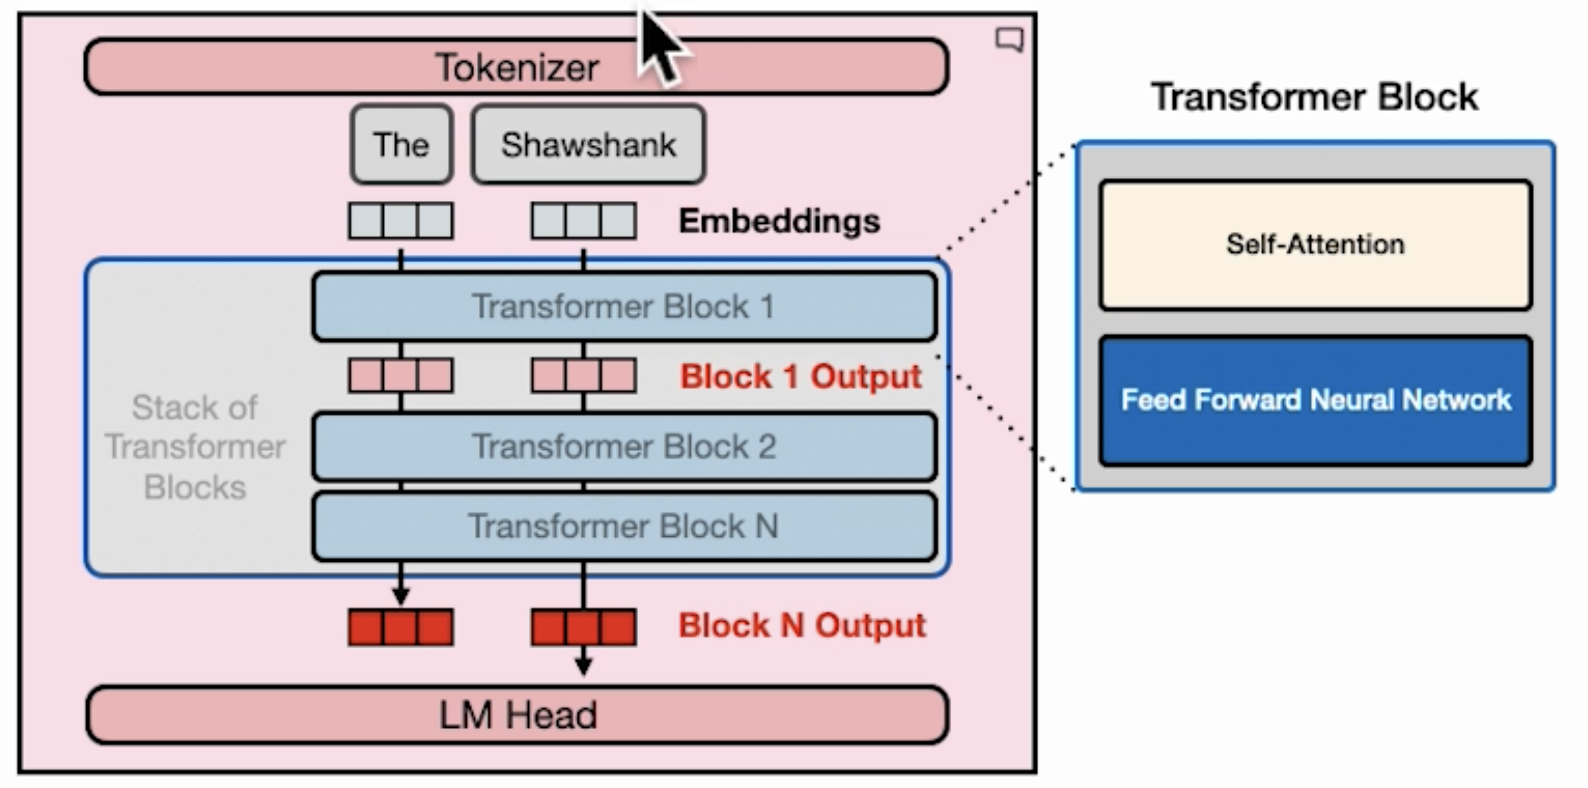 Tokenizer
The
Shawshank
Embeddings
Stack of
Transformer
Blocks
Transformer Block 1
Block 1 Output
Transformer Block 2
Transformer Block N
Block N Output
LM Head
Transformer Block
Self-Attention
Feed Forward Neural Network